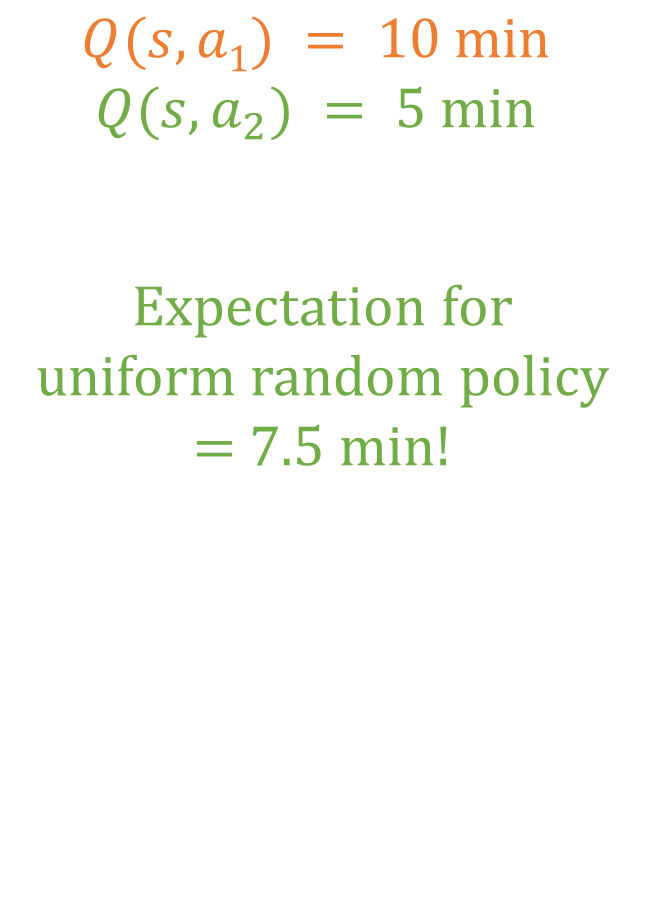 Q(s, a₁) = 10 min
Q(s, a₂) = 5 min
Expectation for
uniform random policy
= 7.5 min!